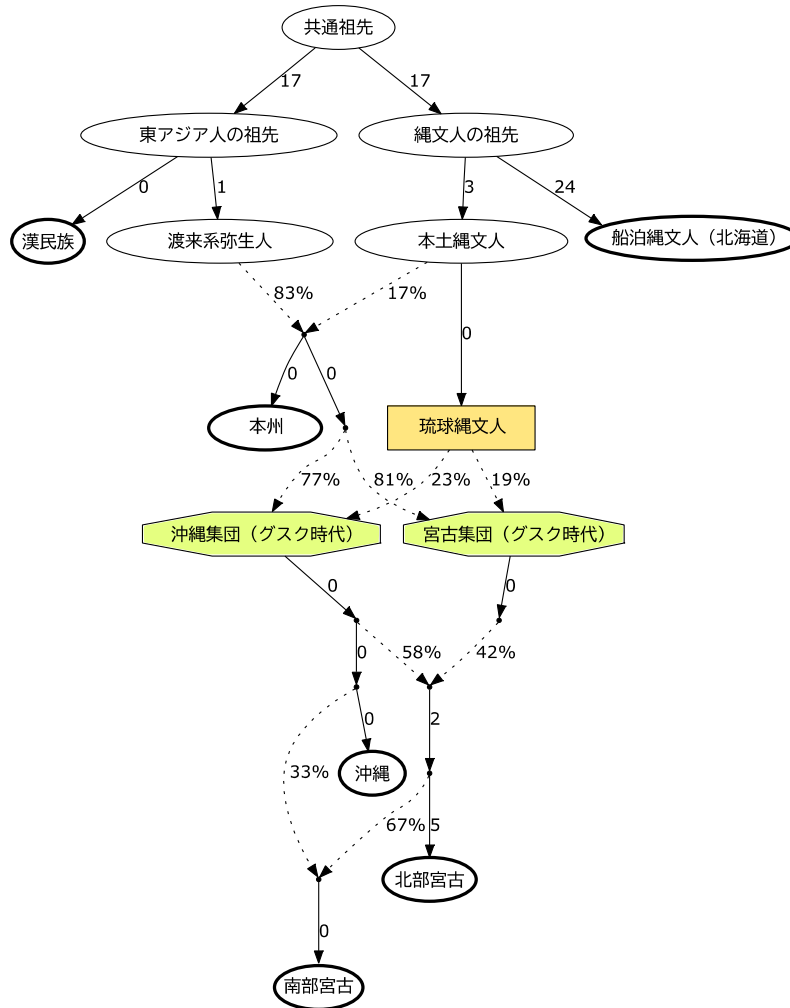 共通祖先
17
17
東アジア人の祖先
縄文人の祖先
0
1
3
24
漢民族
渡来系弥生人
本土縄文人
船泊縄文人（北海道）
83%
17%
0
0
0
本州
琉球縄文人
77%
81%
23%
19%
沖縄集団（グスク時代）
宮古集団（グスク時代）
0
0
0
58%
42%
0
2
33%
沖縄
67%
5
北部宮古
0
南部宮古